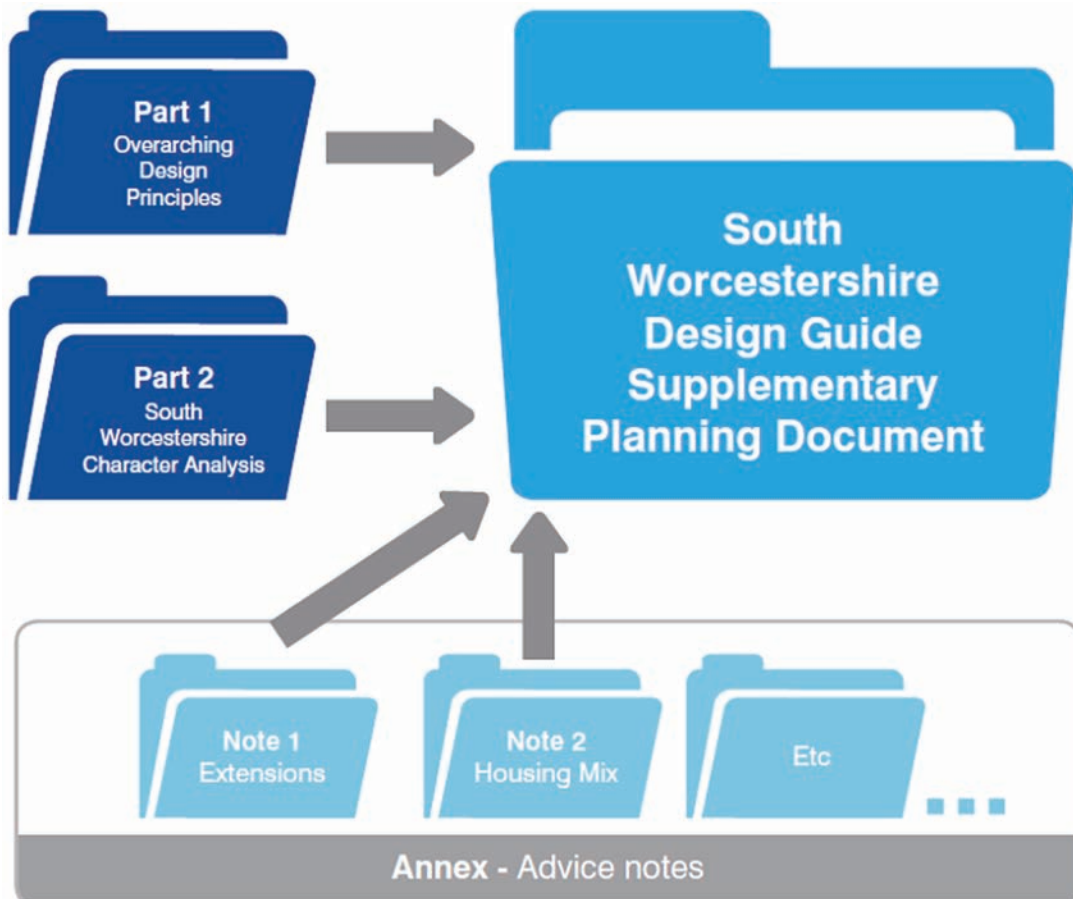 Part 1
Overarching
Design
Principles
South
Worcestershire
Design Guide
Supplementary
Planning Document
Part 2
South
Worcestershire
Character Analysis
Note 1
Extensions
Note 2
Housing Mix
Etc
Annex - Advice notes